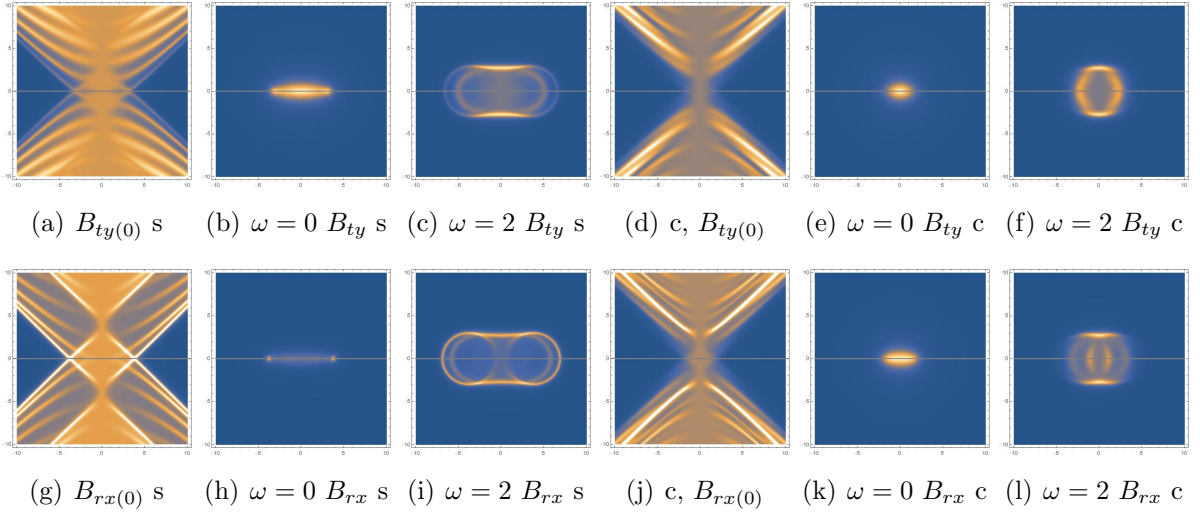 (a) B_{ty(0)} s (b) ω = 0 B_{ty} s (c) ω = 2 B_{ty} s (d) c, B_{ty(0)} (e) ω = 0 B_{ty} c (f) ω = 2 B_{ty} c
(g) B_{rx(0)} s (h) ω = 0 B_{rx} s (i) ω = 2 B_{rx} s (j) c, B_{rx(0)} (k) ω = 0 B_{rx} c (l) ω = 2 B_{rx} c